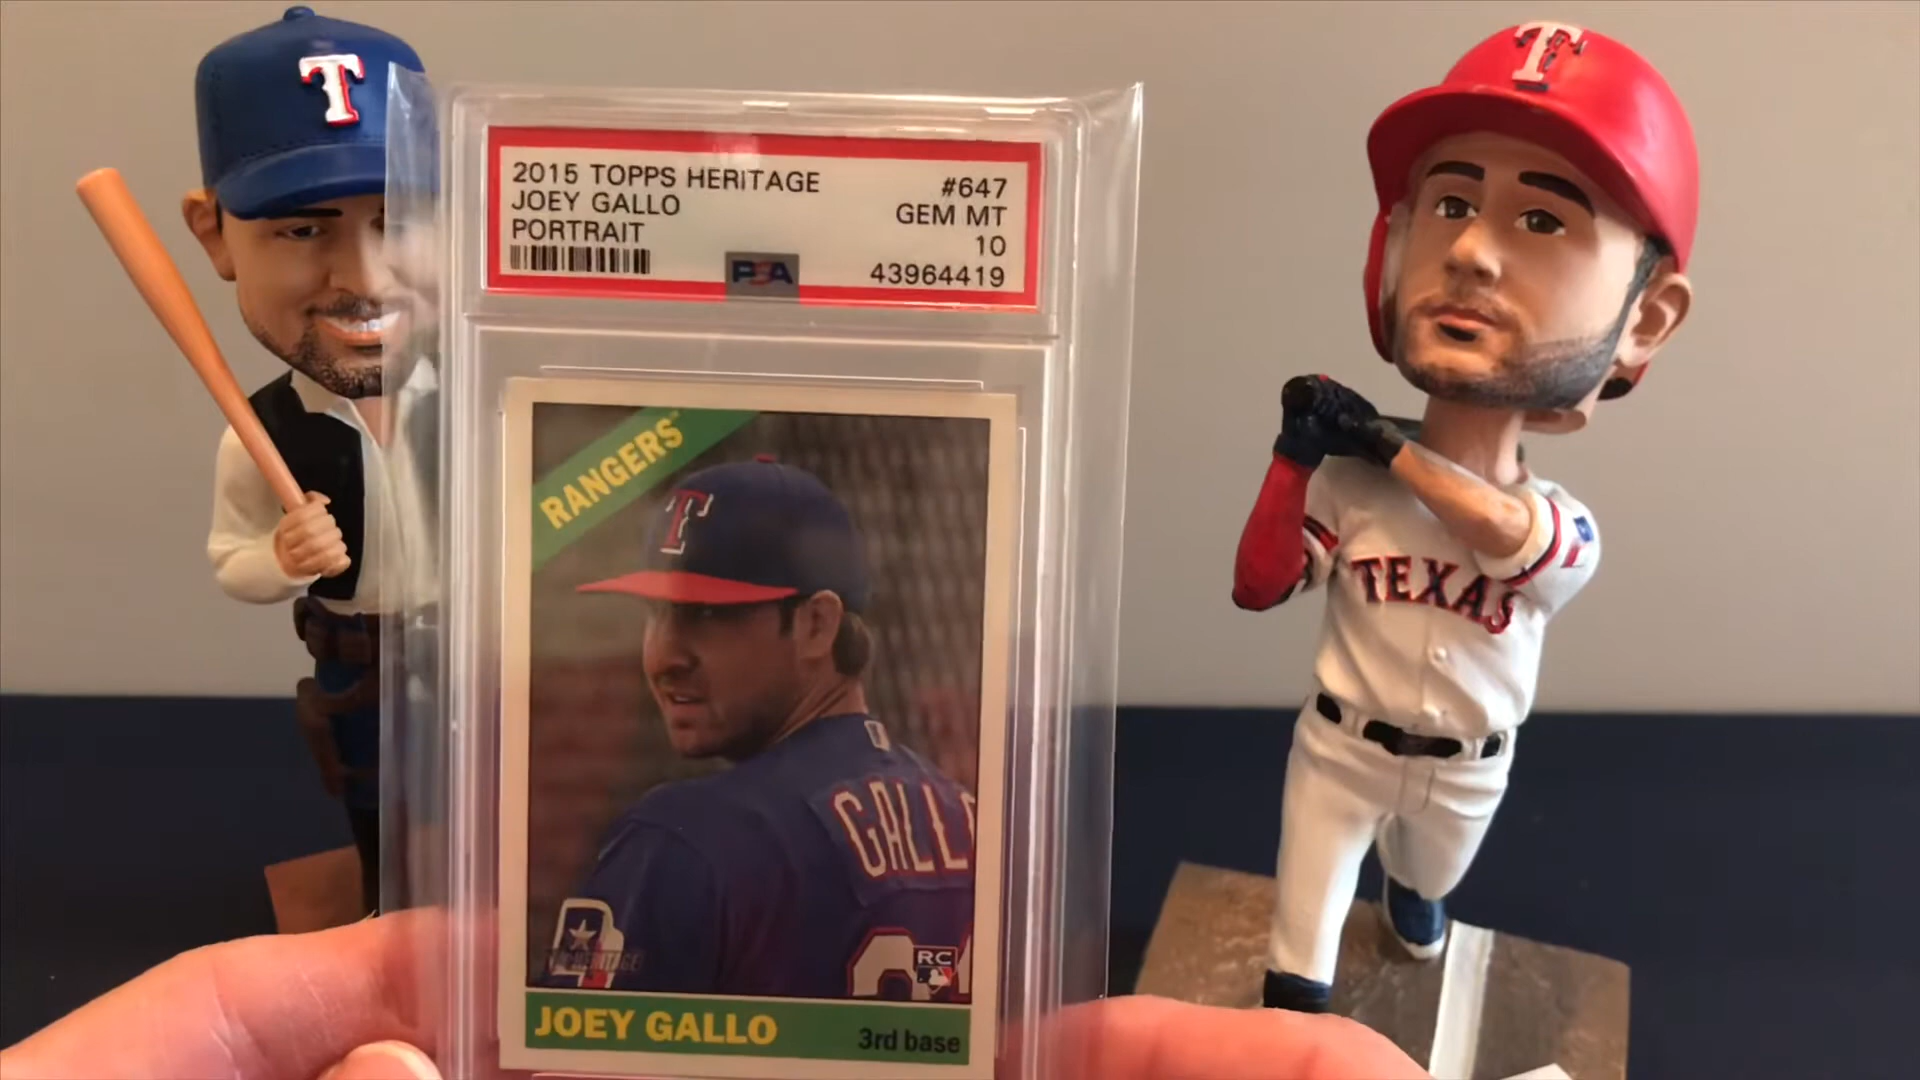 T
T
2015 TOPPS HERITAGE #647
JOEY GALLO GEM MT
PORTRAIT 10
PSA 43964419
RANGERS
T
TEXAS
GALLO
HERITAGE
RC
JOEY GALLO 3rd base